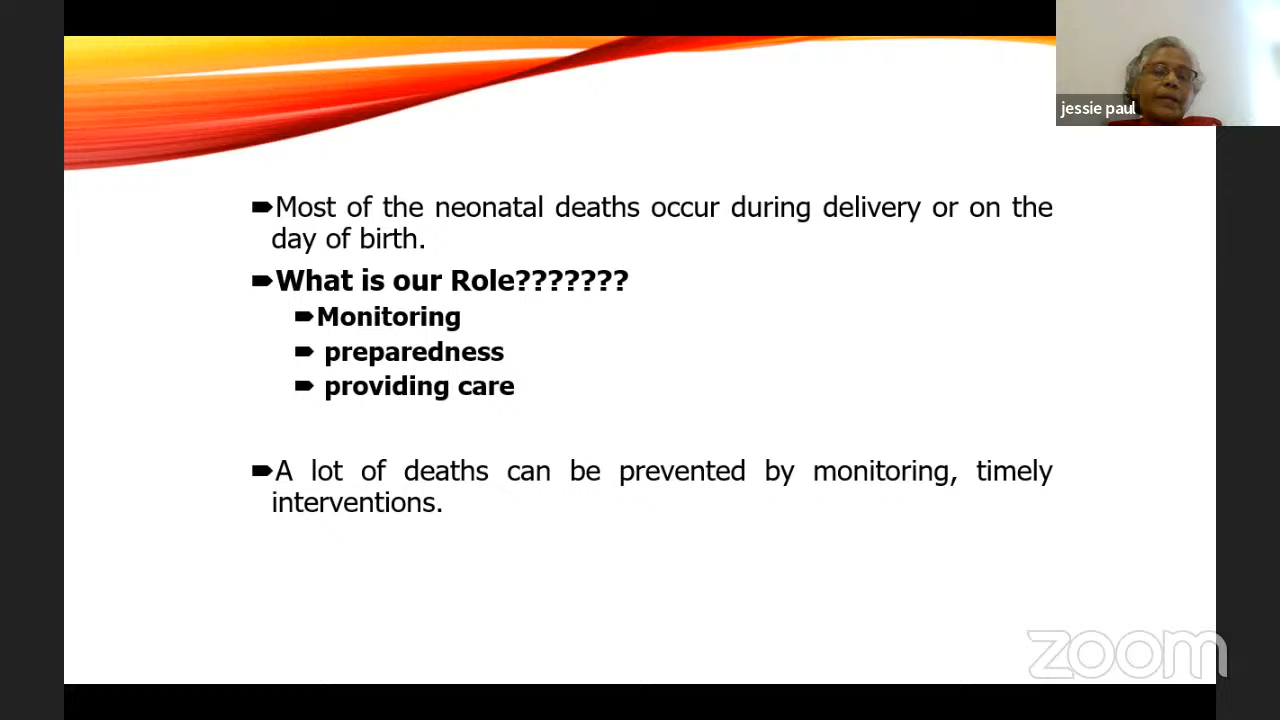 jessie paul
Most of the neonatal deaths occur during delivery or on the
day of birth.
What is our Role???????
Monitoring
preparedness
providing care
A lot of deaths can be prevented by monitoring, timely
interventions.
zoom